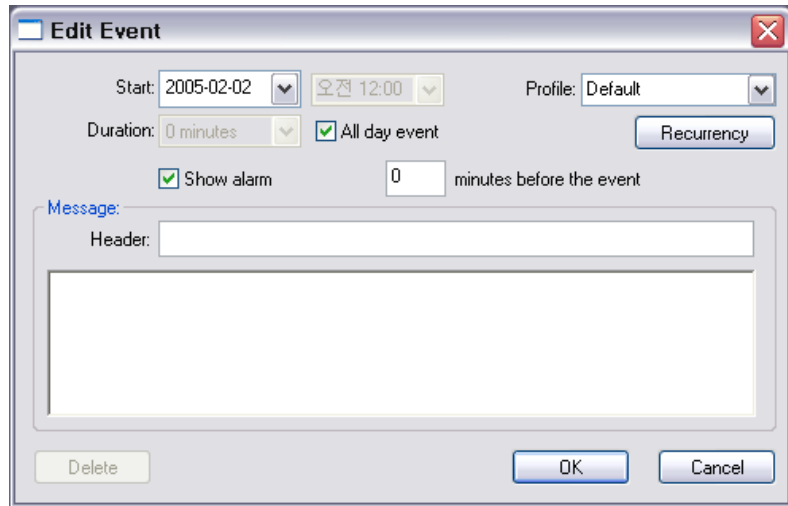 Edit Event
Start: 2005-02-02 오전 12:00 Profile: Default
Duration: 0 minutes All day event Recurrency
Show alarm 0 minutes before the event
Message:
Header:
Delete OK Cancel